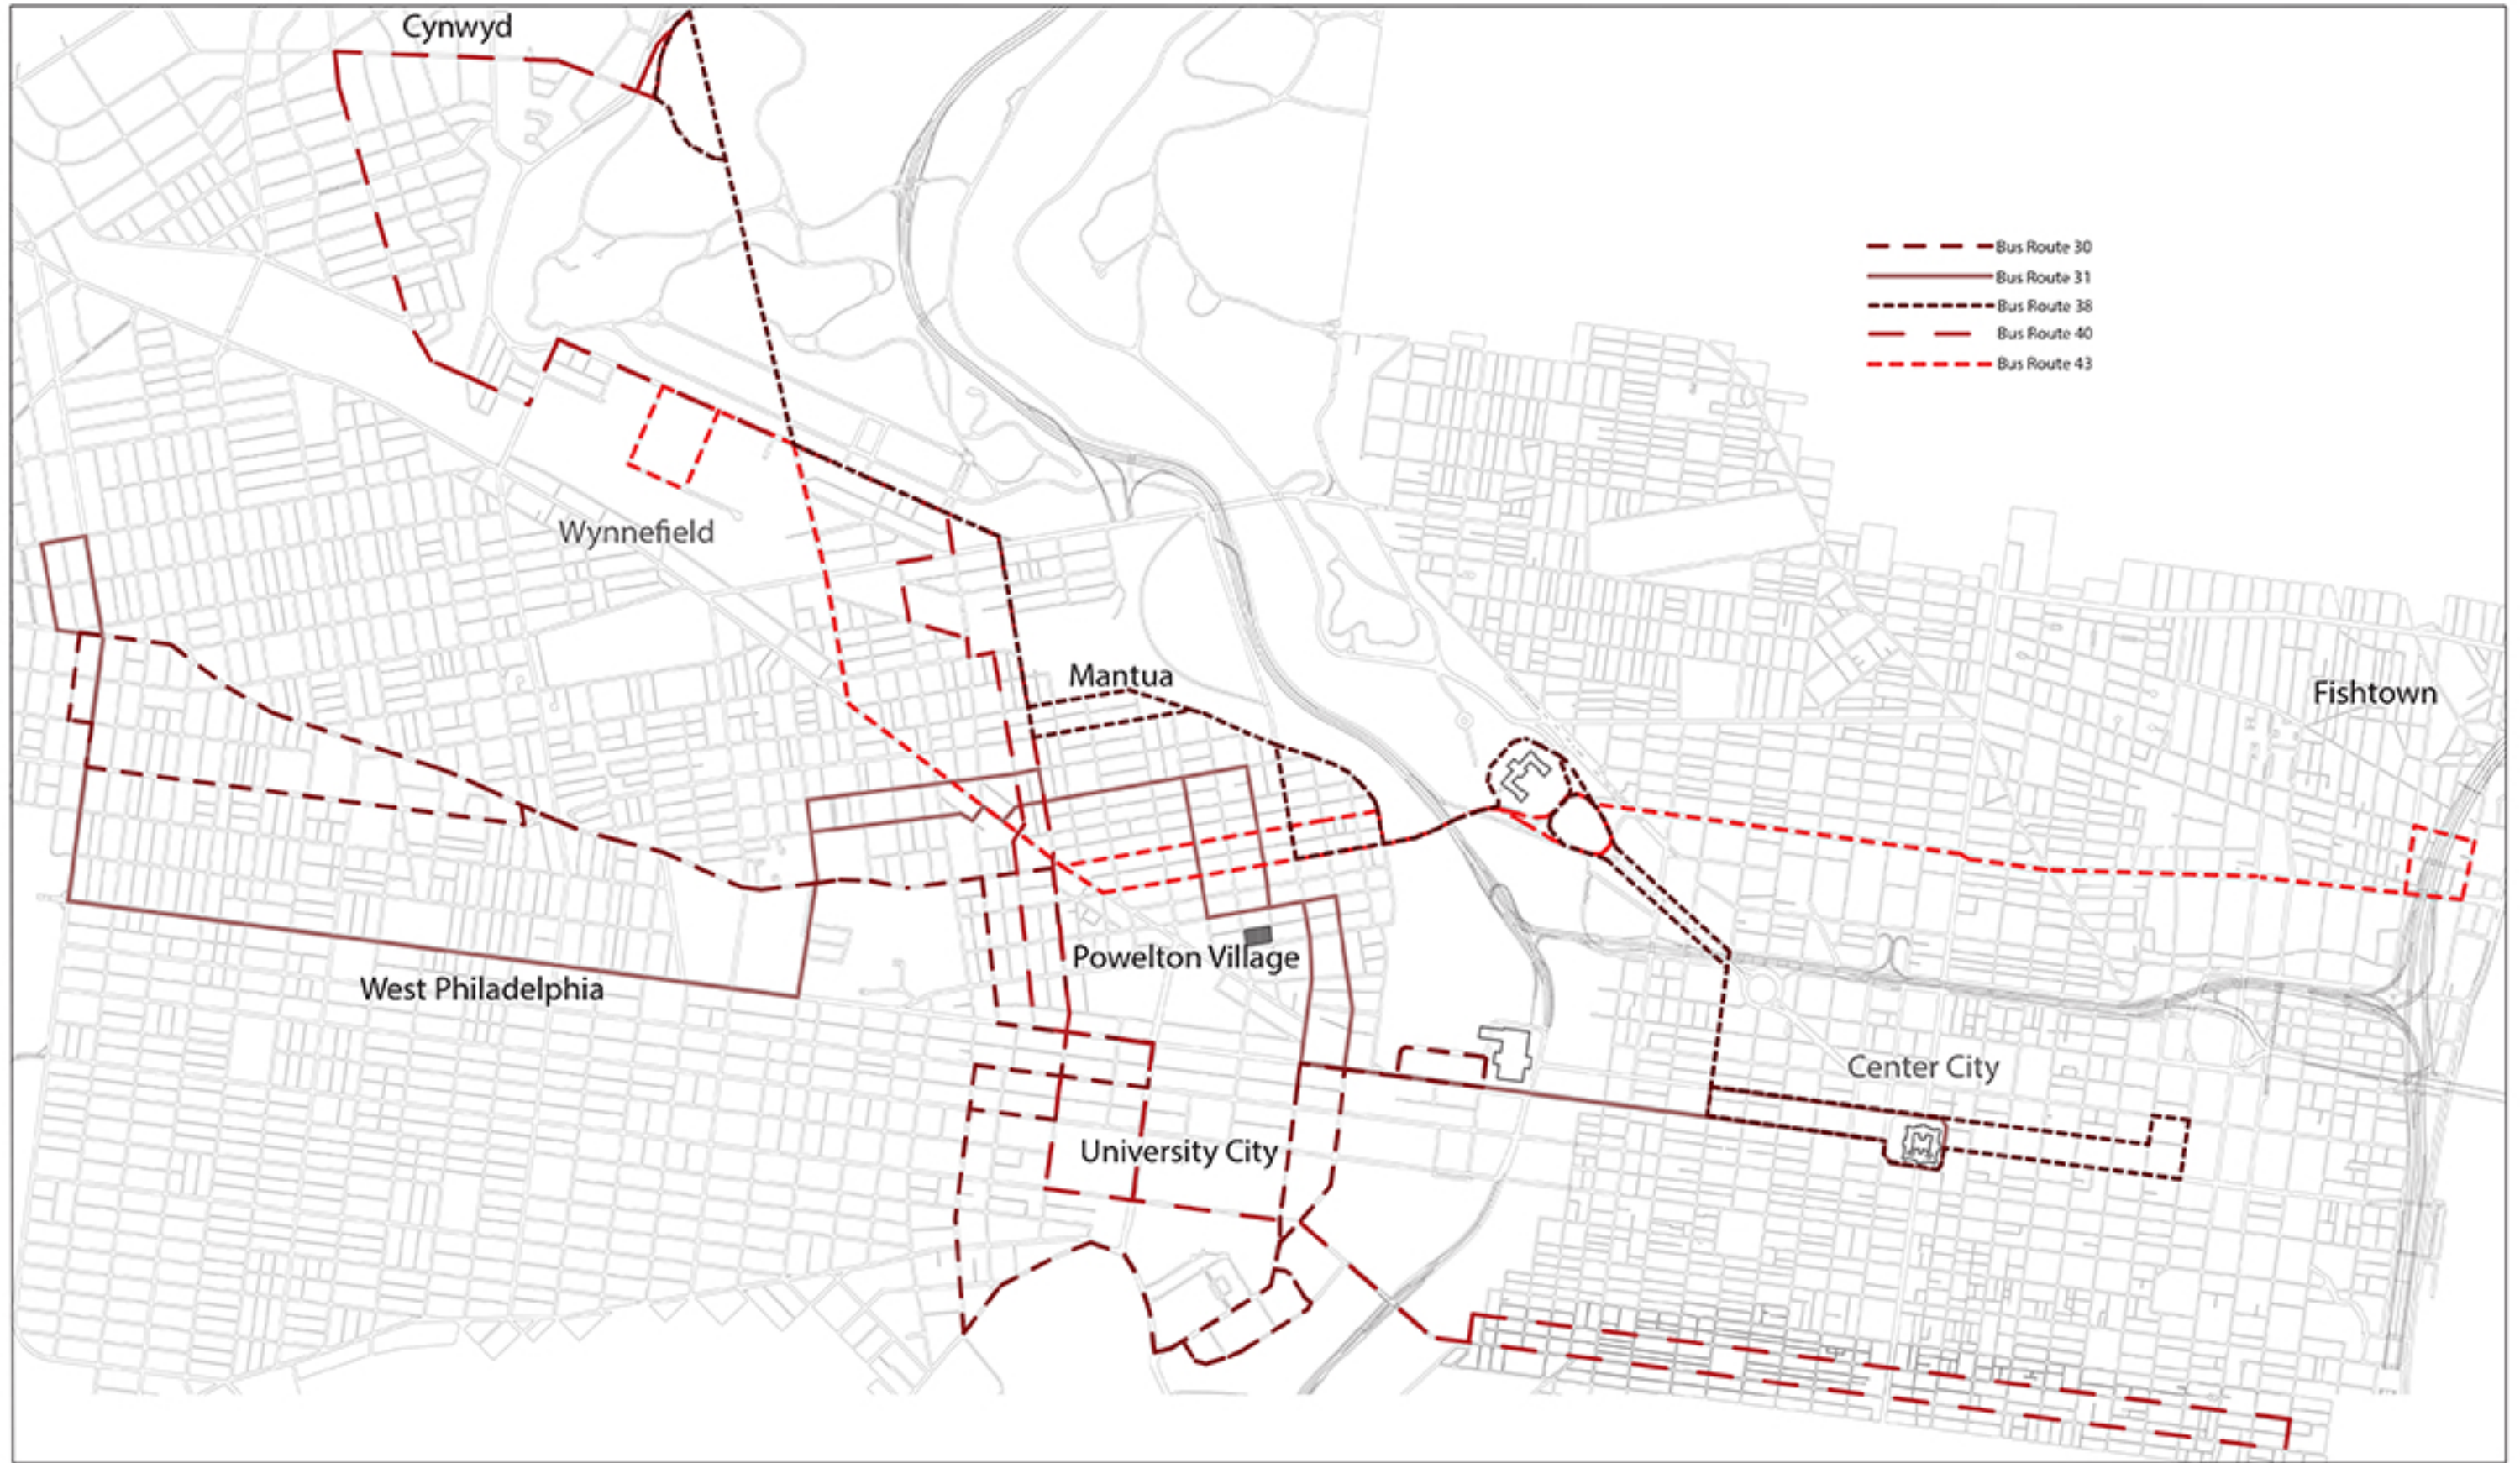 Cynwyd
Bus Route 30
Bus Route 31
Bus Route 38
Bus Route 40
Bus Route 43
Wynnefield
Mantua
Fishtown
Powelton Village
West Philadelphia
Center City
University City